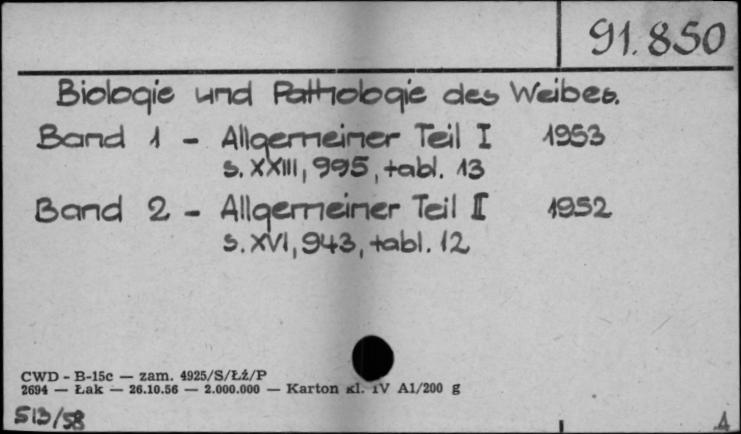 91.850
Biologie und Pathologie des Weibes.
Band 1 - Allgemeiner Teil I 1953
s. XXIII, 995, tabl. 13
Band 2 - Allgemeiner Teil II 1952
s. XVI, 943, tabl. 12
CWD - B-15c — zam. 4925/S/Łź/P
2694 — Łak — 26.10.56 — 2.000.000 — Karton kl. IV A1/200 g
513/58